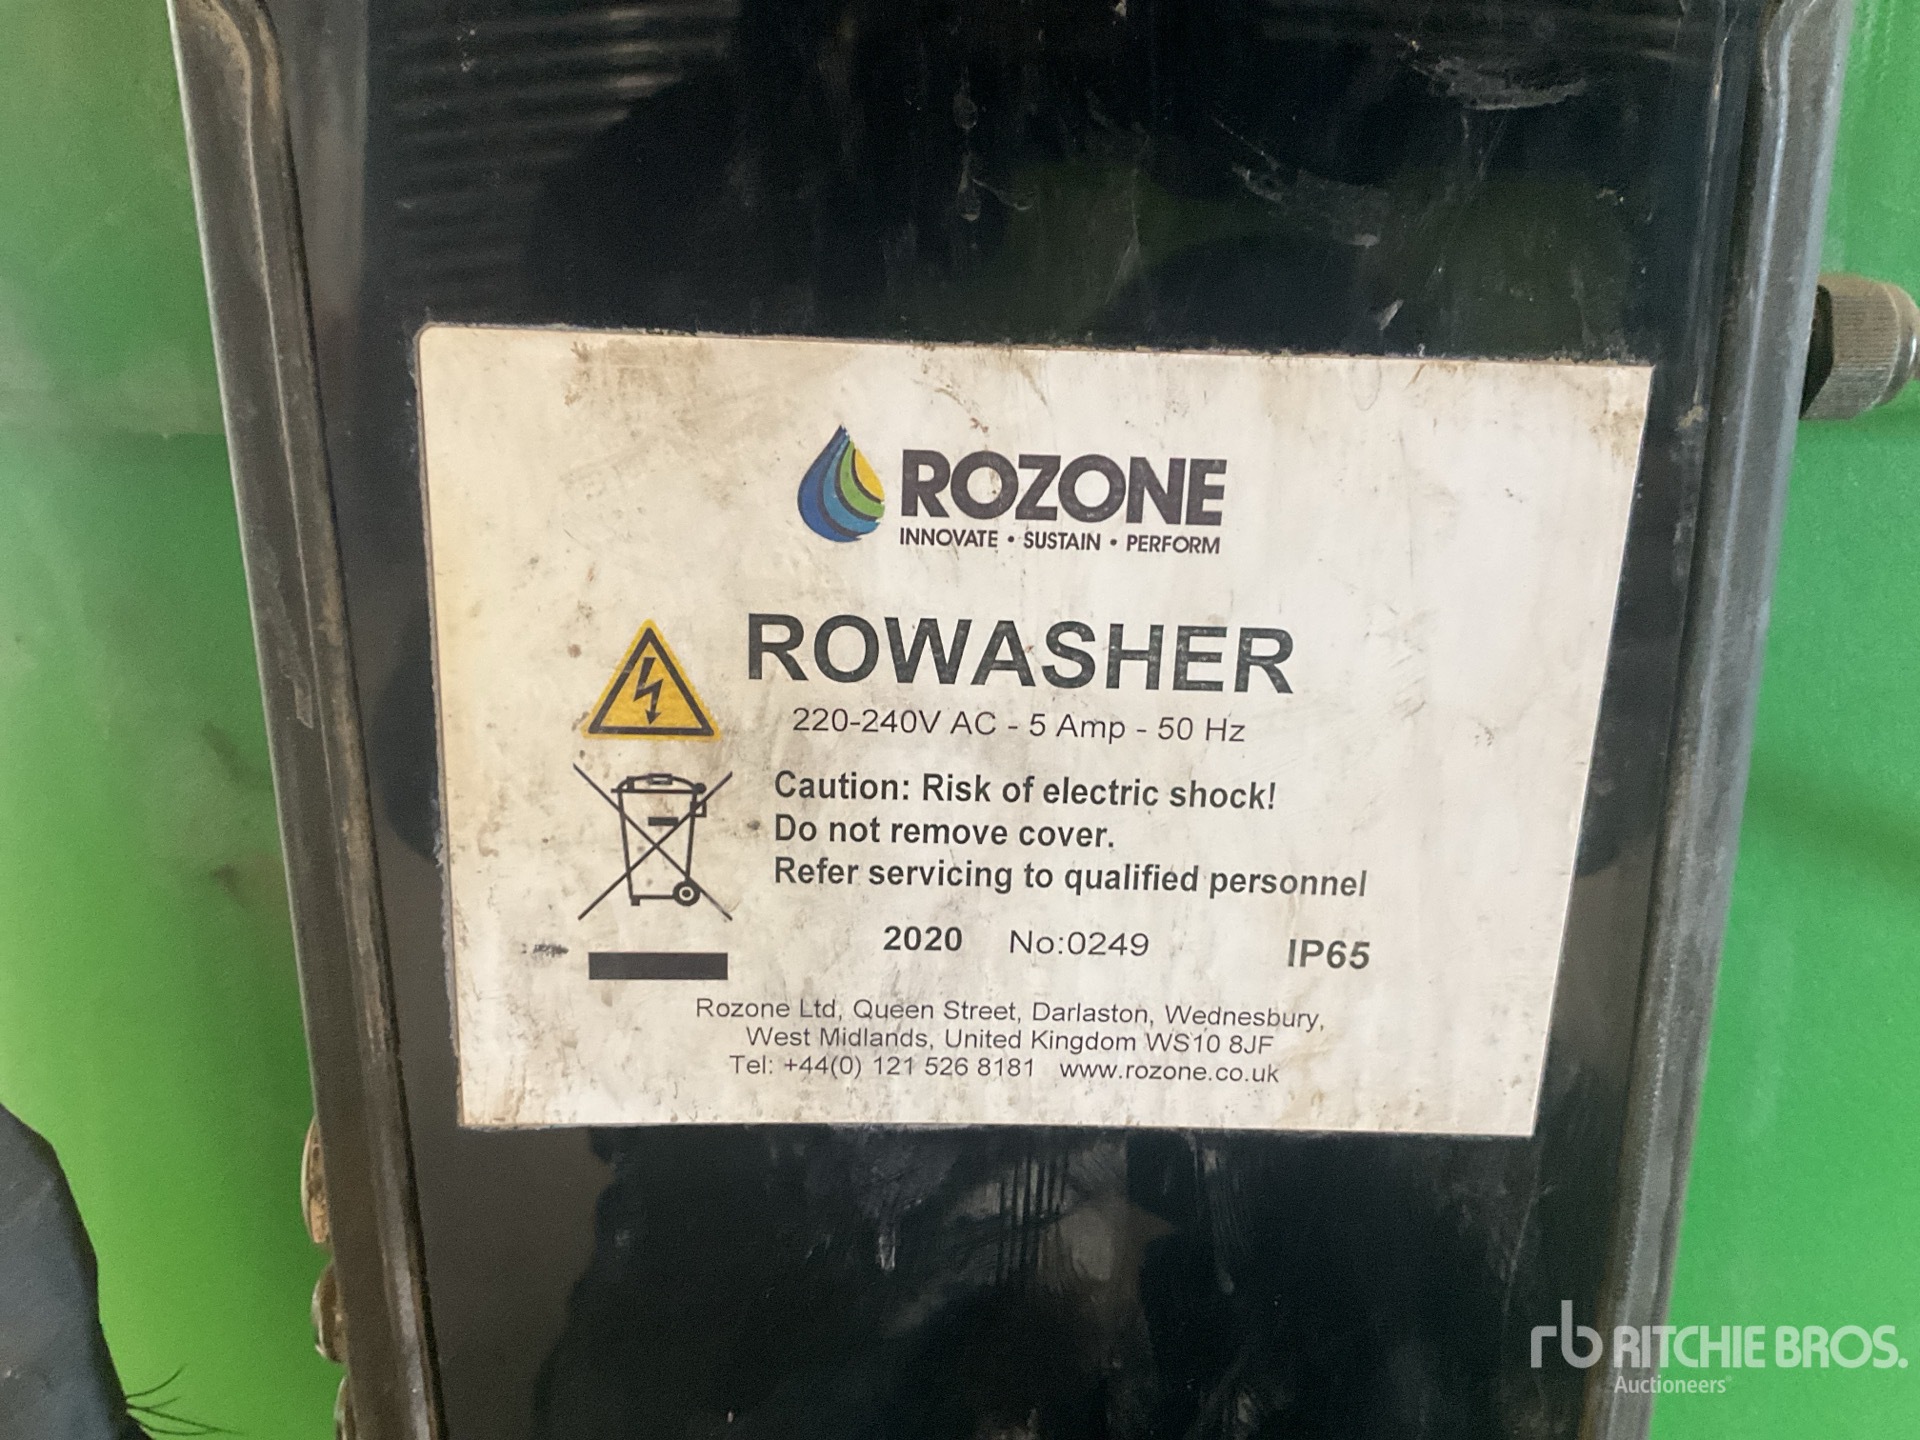 ROZONE
INNOVATE • SUSTAIN • PERFORM
ROWASHER
220-240V AC - 5 Amp - 50 Hz
Caution: Risk of electric shock!
Do not remove cover.
Refer servicing to qualified personnel
2020 No:0249 IP65
Rozone Ltd, Queen Street, Darlaston, Wednesbury,
West Midlands, United Kingdom WS10 8JF
Tel: +44(0) 121 526 8181 www.rozone.co.uk
rb RITCHIE BROS.
Auctioneers